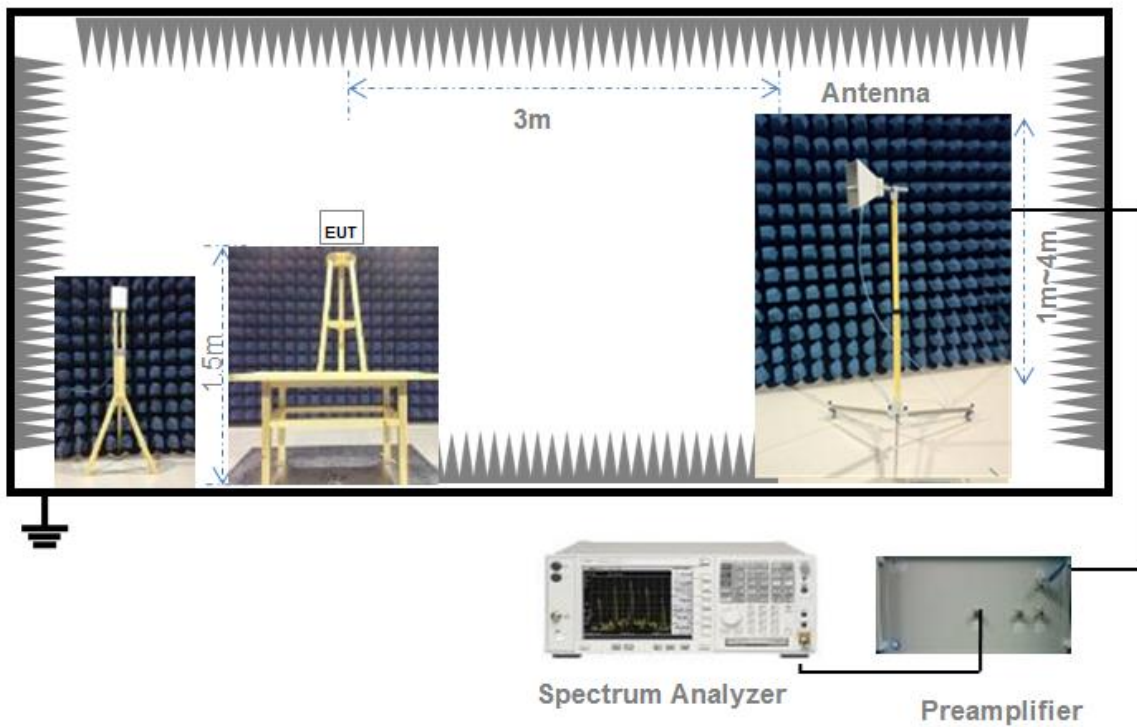 Antenna
3m
EUT
1.5m
1m~4m
Spectrum Analyzer
Preamplifier